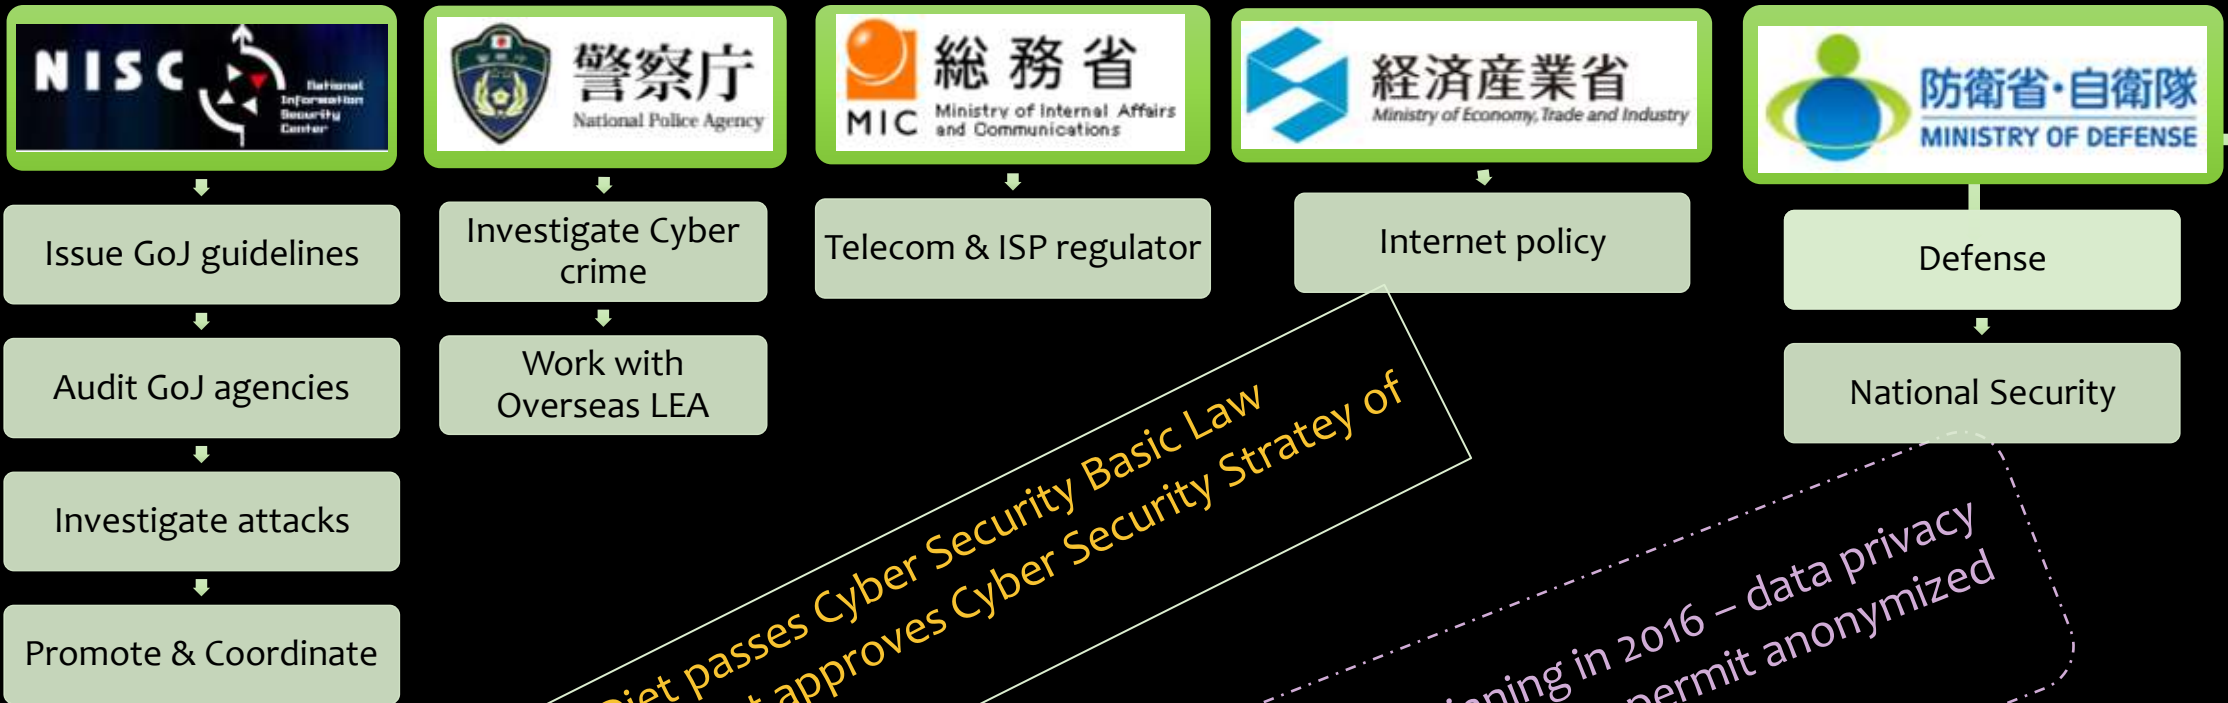 NISC
National
Information
Security
Center
Issue GoJ guidelines
Audit GoJ agencies
Investigate attacks
Promote & Coordinate
警察庁
National Police Agency
Investigate Cyber
crime
Work with
Overseas LEA
MIC
総務省
Ministry of Internal Affairs
and Communications
Telecom & ISP regulator
経済産業省
Ministry of Economy, Trade and Industry
Internet policy
防衛省・自衛隊
MINISTRY OF DEFENSE
Defense
National Security
Diet passes Cyber Security Basic Law
approves Cyber Security Stratey of
in 2016 – data privacy
permit anonymized